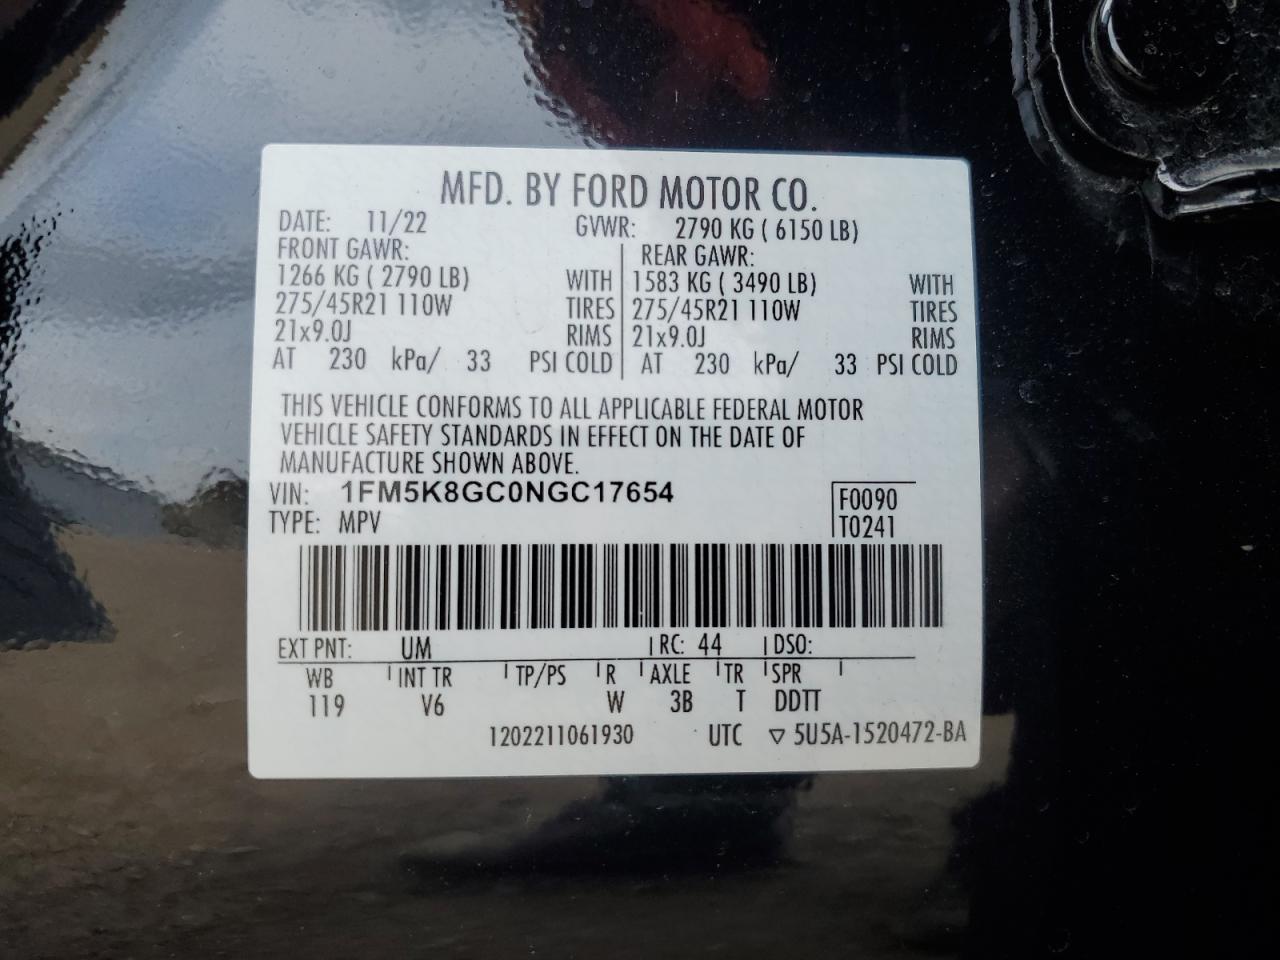 MFD. BY FORD MOTOR CO.
DATE: 11/22 GVWR: 2790 KG ( 6150 LB)
FRONT GAWR: REAR GAWR:
1266 KG ( 2790 LB) WITH 1583 KG ( 3490 LB) WITH
275/45R21 110W TIRES 275/45R21 110W TIRES
21x9.0J RIMS 21x9.0J RIMS
AT 230 kPa/ 33 PSI COLD AT 230 kPa/ 33 PSI COLD
THIS VEHICLE CONFORMS TO ALL APPLICABLE FEDERAL MOTOR
VEHICLE SAFETY STANDARDS IN EFFECT ON THE DATE OF
MANUFACTURE SHOWN ABOVE.
VIN: 1FM5K8GC0NGC17654 F0090
TYPE: MPV T0241
EXT PNT: UM RC: 44 DSO:
WB INT TR TP/PS R AXLE TR SPR
119 V6 W 3B T DDTT
1202211061930 UTC ▽ 5U5A-1520472-BA